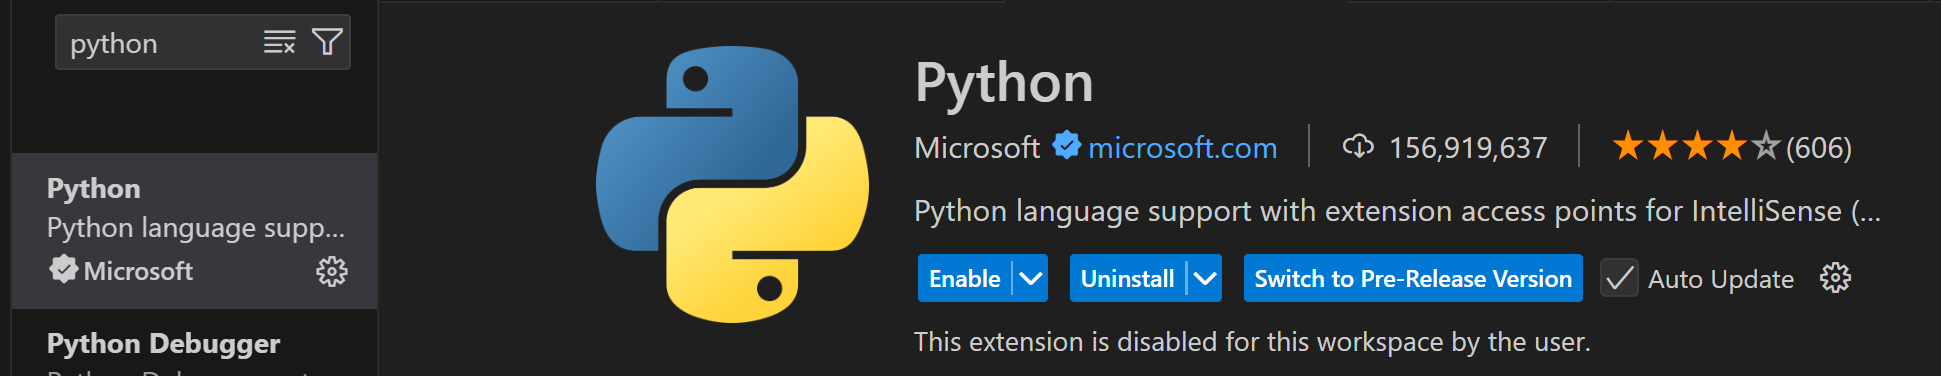 python
Python
Python language supp...
Microsoft
Python Debugger
Python
Microsoft microsoft.com 156,919,637 (606)
Python language support with extension access points for IntelliSense (...
Enable Uninstall Switch to Pre-Release Version Auto Update
This extension is disabled for this workspace by the user.